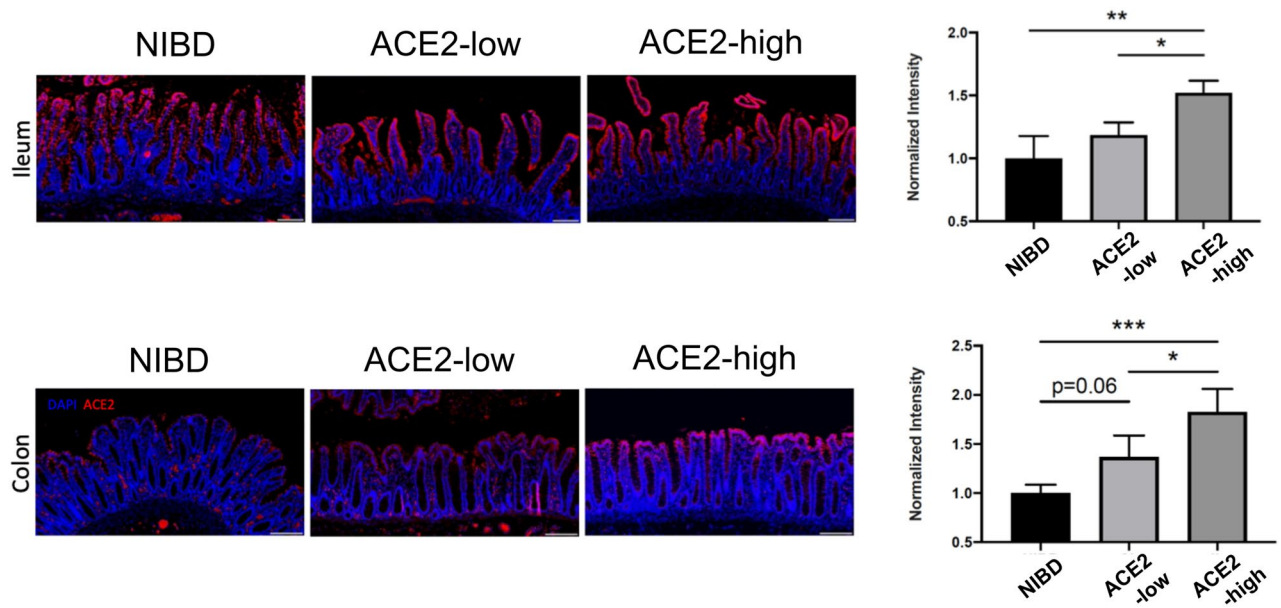 NIBD
ACE2-low
ACE2-high
Ileum
**
*
2.0
1.5
1.0
0.5
Normalized Intensity
NIBD
ACE2
-low
ACE2
-high
NIBD
ACE2-low
ACE2-high
Colon
DAPI ACE2
***
*
p=0.06
2.5
2.0
1.5
1.0
0.5
Normalized Intensity
NIBD
ACE2
-low
ACE2
-high